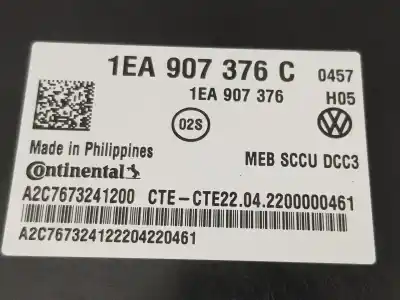 1EA 907 376 C 0457
1EA 907 376 H05
02S
Made in Philippines
MEB SCCU DCC3
Continental
A2C7673241200 CTE-CTE22.04.2200000461
A2C76732412204220461